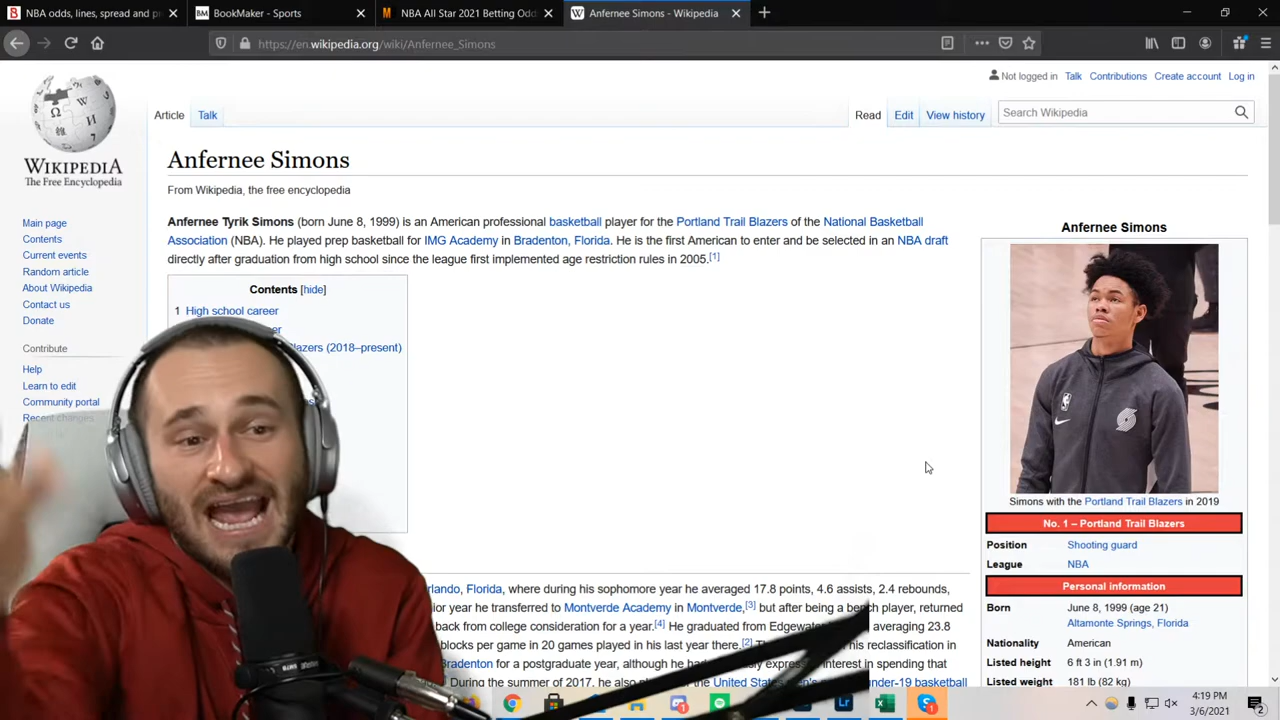 NBA odds, lines, spread and pr
BookMaker - Sports
NBA All Star 2021 Betting Odd
Anfernee Simons - Wikipedia
https://en.wikipedia.org/wiki/Anfernee_Simons
Not logged in Talk Contributions Create account Log in
Article Talk
Read Edit View history
Search Wikipedia
WIKIPEDIA
The Free Encyclopedia
Main page
Contents
Current events
Random article
About Wikipedia
Contact us
Donate
Contribute
Help
Learn to edit
Community portal
Recent changes
Anfernee Simons
From Wikipedia, the free encyclopedia
Anfernee Tyrik Simons (born June 8, 1999) is an American professional basketball player for the Portland Trail Blazers of the National Basketball
Association (NBA). He played prep basketball for IMG Academy in Bradenton, Florida. He is the first American to enter and be selected in an NBA draft
directly after graduation from high school since the league first implemented age restriction rules in 2005.[1]
Contents [hide]
1 High school career
er
lazers (2018–present)
rlando, Florida, where during his sophomore year he averaged 17.8 points, 4.6 assists, 2.4 rebounds,
ior year he transferred to Montverde Academy in Montverde,[3] but after being a bench player, returned
back from college consideration for a year.[4] He graduated from Edgewater averaging 23.8
blocks per game in 20 games played in his last year there.[2] his reclassification in
Bradenton for a postgraduate year, although he had expressed interest in spending that
During the summer of 2017, he also the United States men's under-19 basketball
Anfernee Simons
Simons with the Portland Trail Blazers in 2019
No. 1 – Portland Trail Blazers
Position Shooting guard
League NBA
Personal information
Born June 8, 1999 (age 21)
Altamonte Springs, Florida
Nationality American
Listed height 6 ft 3 in (1.91 m)
Listed weight 181 lb (82 kg)
4:19 PM
3/6/2021